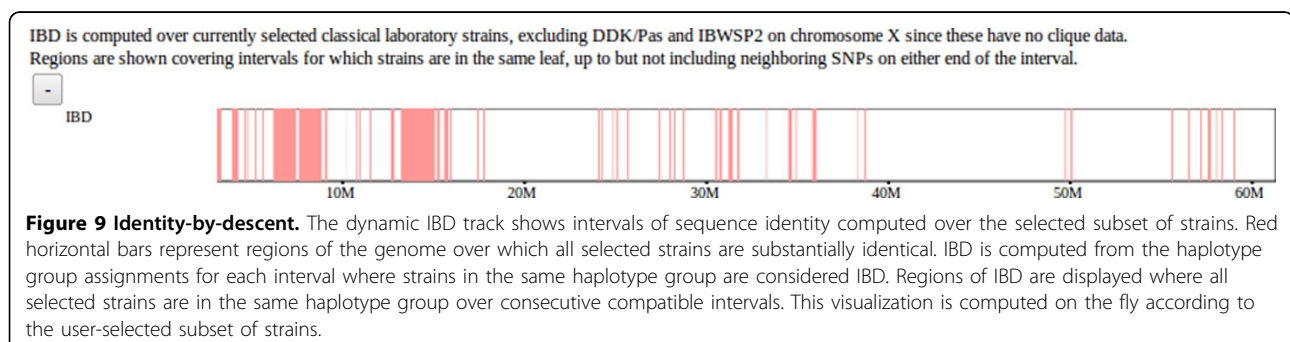 IBD is computed over currently selected classical laboratory strains, excluding DDK/Pas and IBWSP2 on chromosome X since these have no clique data.
Regions are shown covering intervals for which strains are in the same leaf, up to but not including neighboring SNPs on either end of the interval.
-
IBD
10M 20M 30M 40M 50M 60M
Figure 9 Identity-by-descent. The dynamic IBD track shows intervals of sequence identity computed over the selected subset of strains. Red
horizontal bars represent regions of the genome over which all selected strains are substantially identical. IBD is computed from the haplotype
group assignments for each interval where strains in the same haplotype group are considered IBD. Regions of IBD are displayed where all
selected strains are in the same haplotype group over consecutive compatible intervals. This visualization is computed on the fly according to
the user-selected subset of strains.